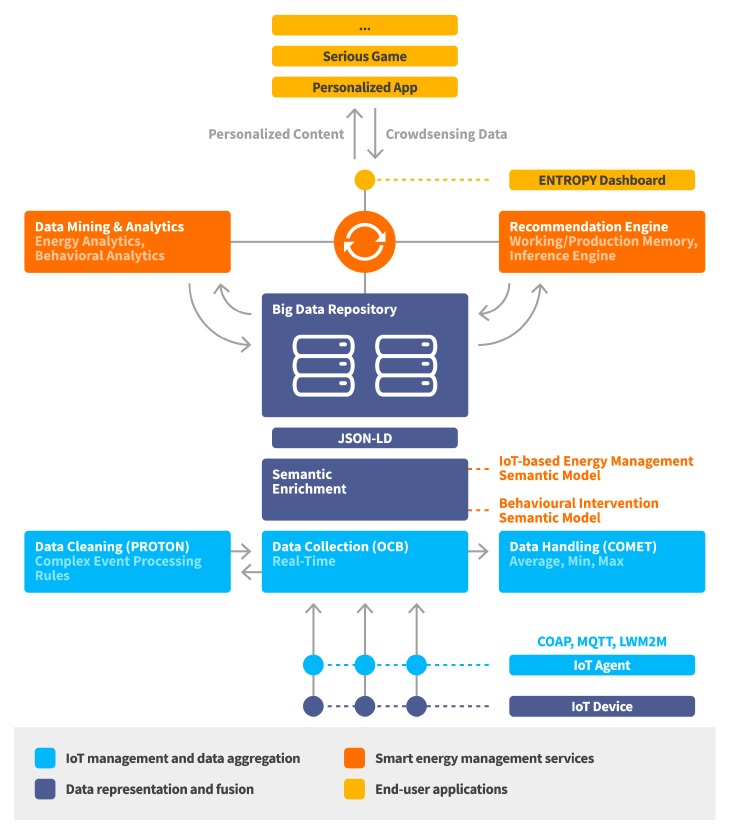 ...
Serious Game
Personalized App
Personalized Content
Crowdsensing Data
ENTROPY Dashboard
Data Mining & Analytics
Energy Analytics,
Behavioral Analytics
Recommendation Engine
Working/Production Memory,
Inference Engine
Big Data Repository
JSON-LD
Semantic
Enrichment
IoT-based Energy Management
Semantic Model
Behavioural Intervention
Semantic Model
Data Cleaning (PROTON)
Complex Event Processing
Rules
Data Collection (OCB)
Real-Time
Data Handling (COMET)
Average, Min, Max
COAP, MQTT, LWM2M
IoT Agent
IoT Device
IoT management and data aggregation
Smart energy management services
Data representation and fusion
End-user applications